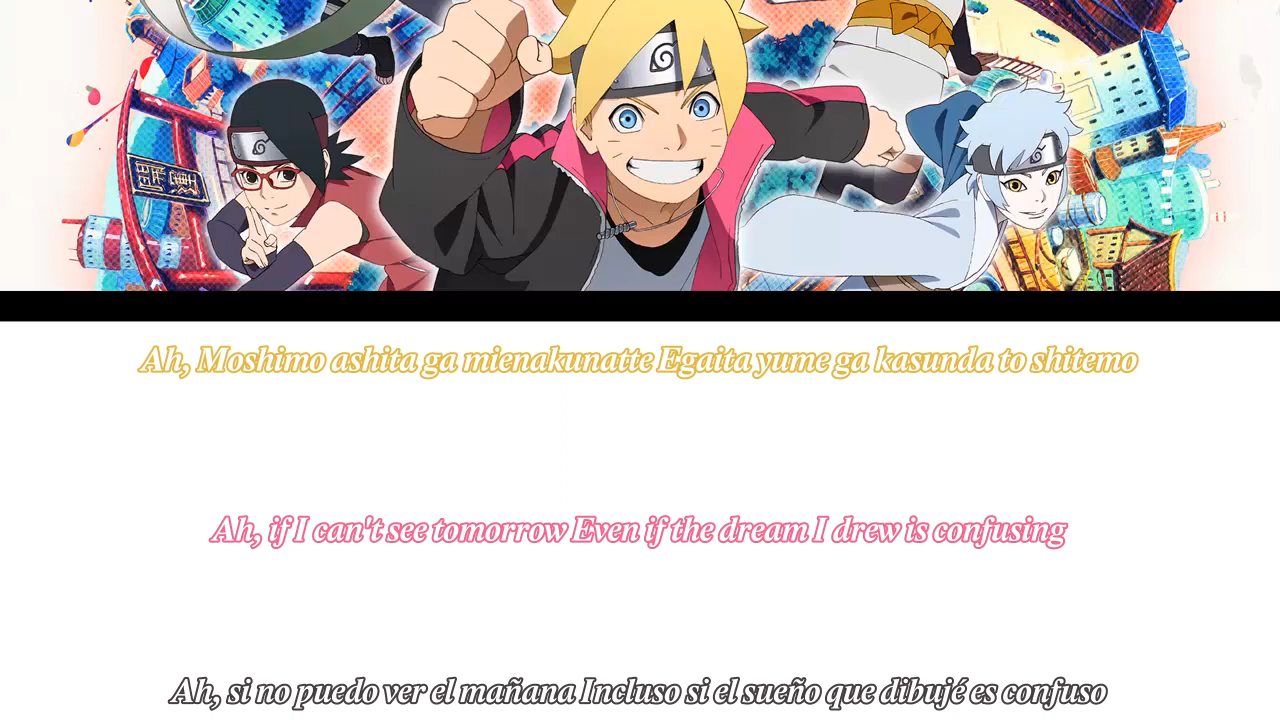 Ah, Moshimo ashita ga mienakunatte Egaita yume ga kasunda to shitemo
Ah, if I can't see tomorrow Even if the dream I drew is confusing
Ah, si no puedo ver el mañana Incluso si el sueño que dibujé es confuso